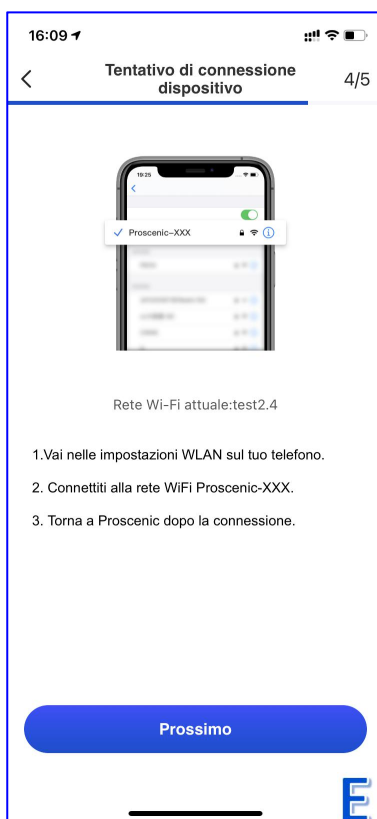 16:09
Tentativo di connessione
dispositivo
4/5
19:25
Proscenic-XXX
Rete Wi-Fi attuale:test2.4
1.Vai nelle impostazioni WLAN sul tuo telefono.
2. Connettiti alla rete WiFi Proscenic-XXX.
3. Torna a Proscenic dopo la connessione.
Prossimo
E